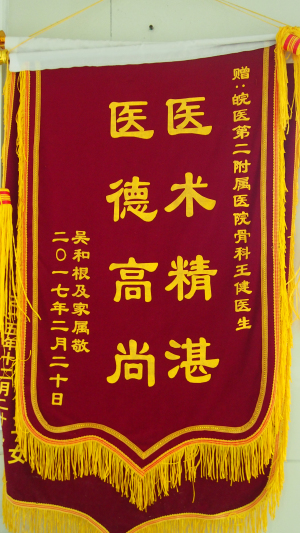 赠：皖医第二附属医院骨科王健医生
医术精湛
医德高尚
吴和根及家属敬
二〇一七年二月二十日